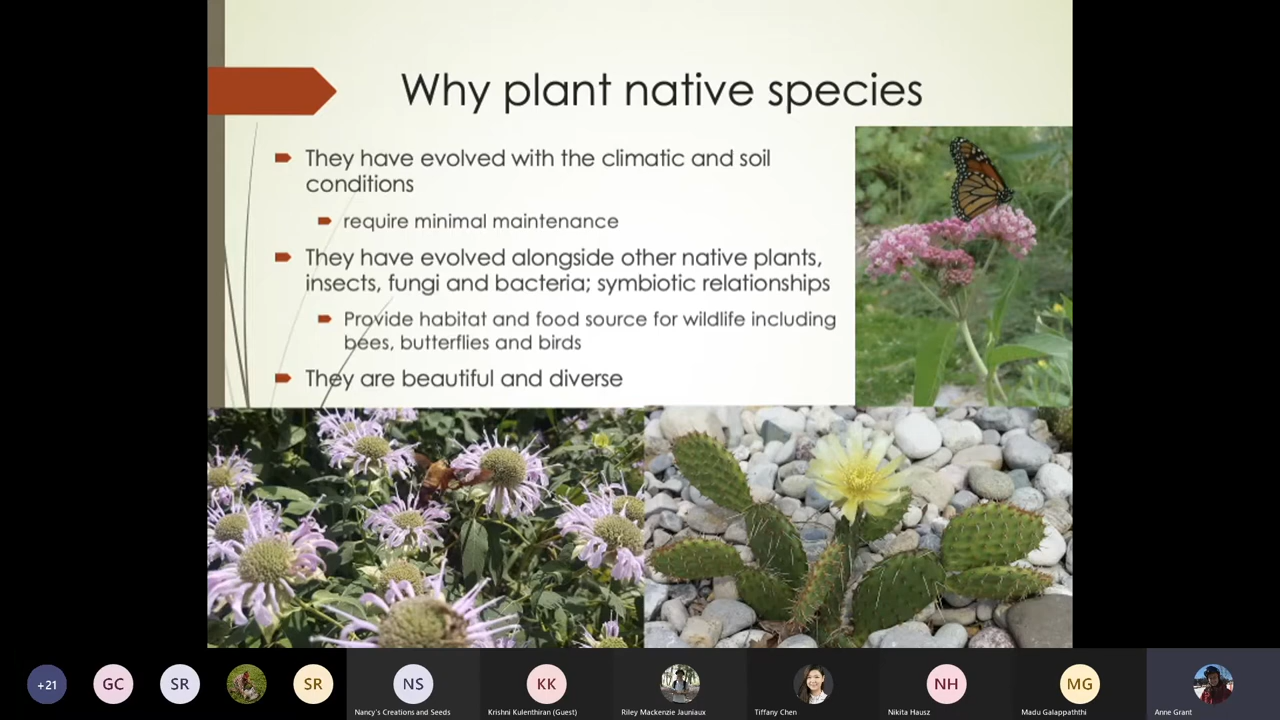 Why plant native species
They have evolved with the climatic and soil
conditions
require minimal maintenance
They have evolved alongside other native plants,
insects, fungi and bacteria; symbiotic relationships
Provide habitat and food source for wildlife including
bees, butterflies and birds
They are beautiful and diverse
+21
GC
SR
SR
NS
KK
NH
MG
Nancy's Creations and Seeds
Krishni Kulenthiran (Guest)
Riley Mackenzie Jauniaux
Tiffany Chen
Nikita Hausz
Madu Galappaththi
Anne Grant